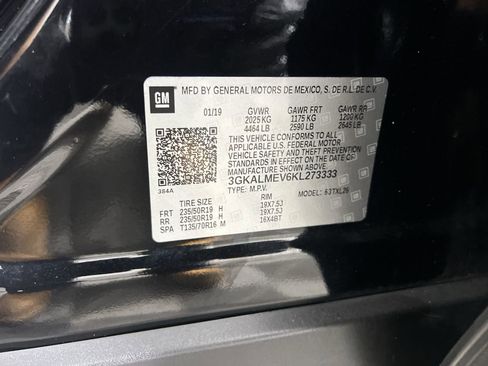 GM
MFD BY GENERAL MOTORS DE MEXICO, S. DE R.L. DE C.V.
01/19 GVWR GAWR FRT GAWR RR
2025 KG 1175 KG 1200 KG
4464 LB 2590 LB 2645 LB
THIS VEHICLE CONFORMS TO ALL
APPLICABLE U.S. FEDERAL MOTOR
VEHICLE SAFETY AND THEFT PREVENTION
STANDARDS IN EFFECT ON THE DATE OF
MANUFACTURE SHOWN ABOVE.
3GKALMEV6KL273333
384A TYPE: M.P.V. 63TXL26
TIRE SIZE RIM
FRT 235/50R19 H 19X7.5J
RR 235/50R19 H 19X7.5J
SPA T135/70R16 M 16X4BT